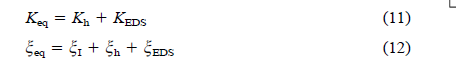 K_eq = K_h + K_EDS (11)
ξ_eq = ξ_I + ξ_h + ξ_EDS (12)